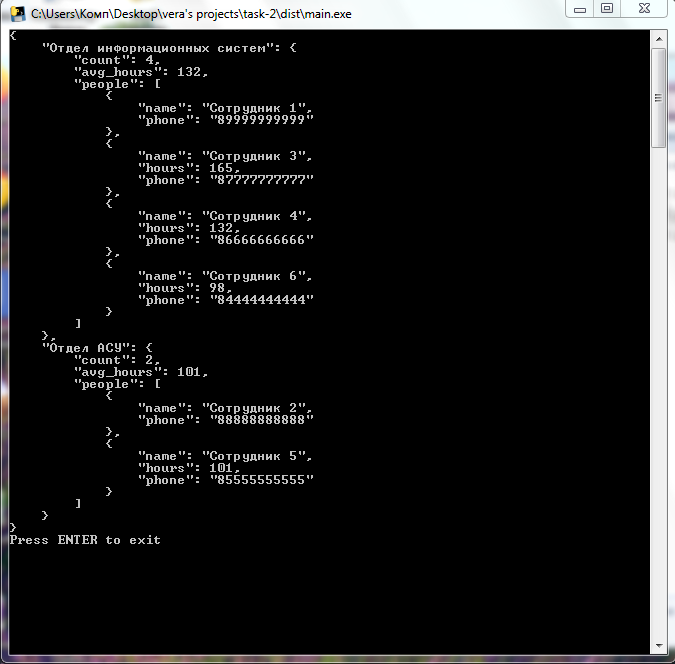 C:\Users\Комп\Desktop\vera's projects\task-2\dist\main.exe
{
    "Отдел информационных систем": {
        "count": 4,
        "avg_hours": 132,
        "people": [
            {
                "name": "Сотрудник 1",
                "phone": "89999999999"
            },
            {
                "name": "Сотрудник 3",
                "hours": 165,
                "phone": "87777777777"
            },
            {
                "name": "Сотрудник 4",
                "hours": 132,
                "phone": "86666666666"
            },
            {
                "name": "Сотрудник 6",
                "hours": 98,
                "phone": "84444444444"
            }
        ]
    },
    "Отдел АСУ": {
        "count": 2,
        "avg_hours": 101,
        "people": [
            {
                "name": "Сотрудник 2",
                "phone": "88888888888"
            },
            {
                "name": "Сотрудник 5",
                "hours": 101,
                "phone": "85555555555"
            }
        ]
    }
}
Press ENTER to exit